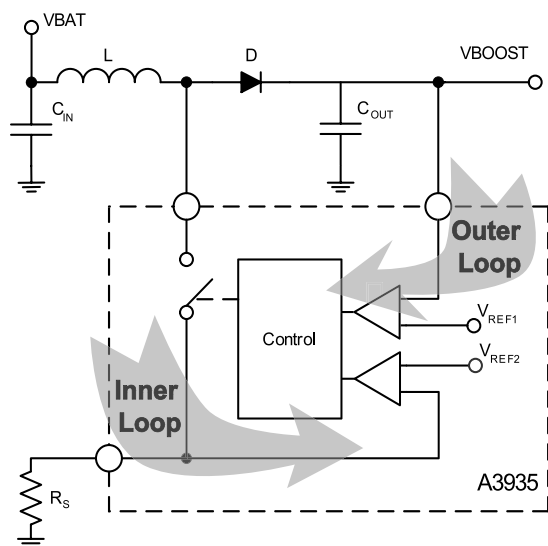 VBAT
L
D
VBOOST
CIN
COUT
Outer
Loop
VREF1
Control
VREF2
Inner
Loop
A3935
RS